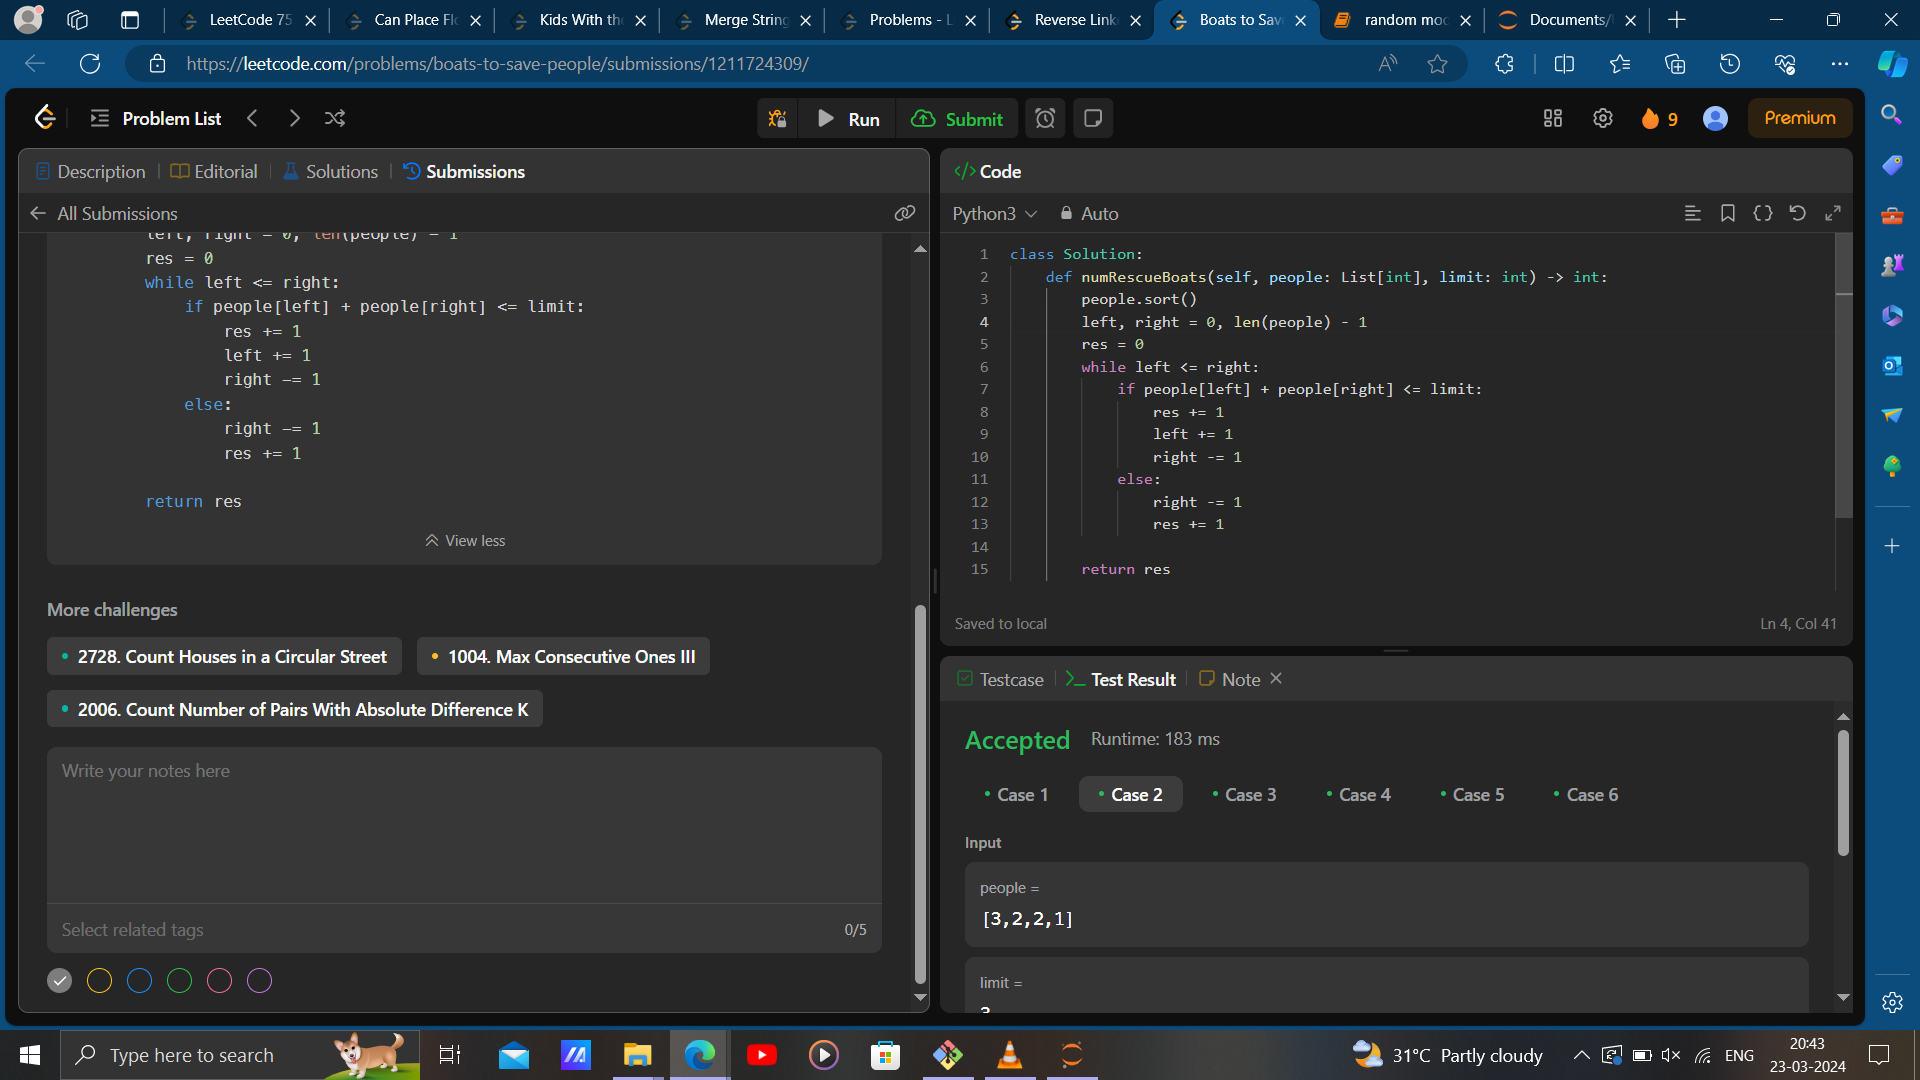 LeetCode 75
Can Place Fl
Kids With th
Merge String
Problems - L
Reverse Link
Boats to Sav
random mod
Documents/
https://leetcode.com/problems/boats-to-save-people/submissions/1211724309/
Problem List
Run
Submit
9
Premium
Description
Editorial
Solutions
Submissions
All Submissions
left, right = 0, len(people) - 1
res = 0
while left <= right:
if people[left] + people[right] <= limit:
res += 1
left += 1
right -= 1
else:
right -= 1
res += 1
return res
View less
More challenges
2728. Count Houses in a Circular Street
1004. Max Consecutive Ones III
2006. Count Number of Pairs With Absolute Difference K
Write your notes here
Select related tags
0/5
Code
Python3
Auto
1 class Solution:
2 def numRescueBoats(self, people: List[int], limit: int) -> int:
3 people.sort()
4 left, right = 0, len(people) - 1
5 res = 0
6 while left <= right:
7 if people[left] + people[right] <= limit:
8 res += 1
9 left += 1
10 right -= 1
11 else:
12 right -= 1
13 res += 1
14
15 return res
Saved to local
Ln 4, Col 41
Testcase
Test Result
Note
Accepted
Runtime: 183 ms
Case 1
Case 2
Case 3
Case 4
Case 5
Case 6
Input
people =
[3,2,2,1]
limit =
3
Type here to search
31°C Partly cloudy
ENG
20:43
23-03-2024